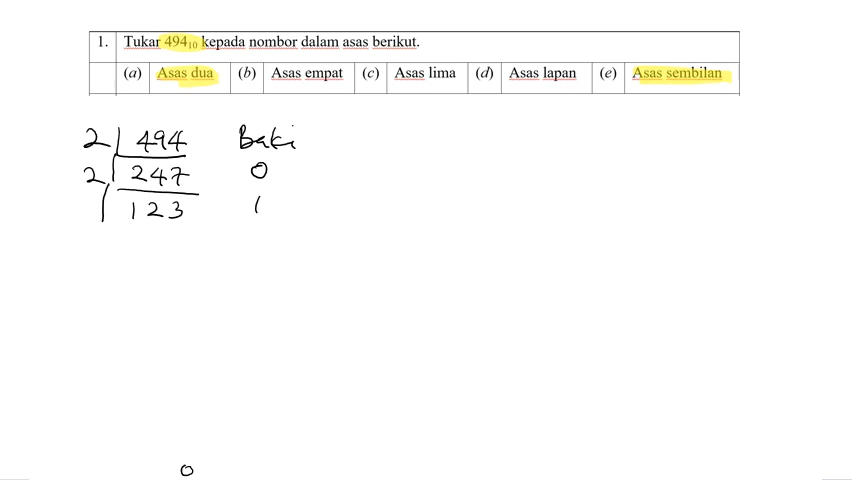 1. Tukar 494₁₀ kepada nombor dalam asas berikut.
(a) Asas dua (b) Asas empat (c) Asas lima (d) Asas lapan (e) Asas sembilan
2 494 Baki
2 247 0
123 1
0